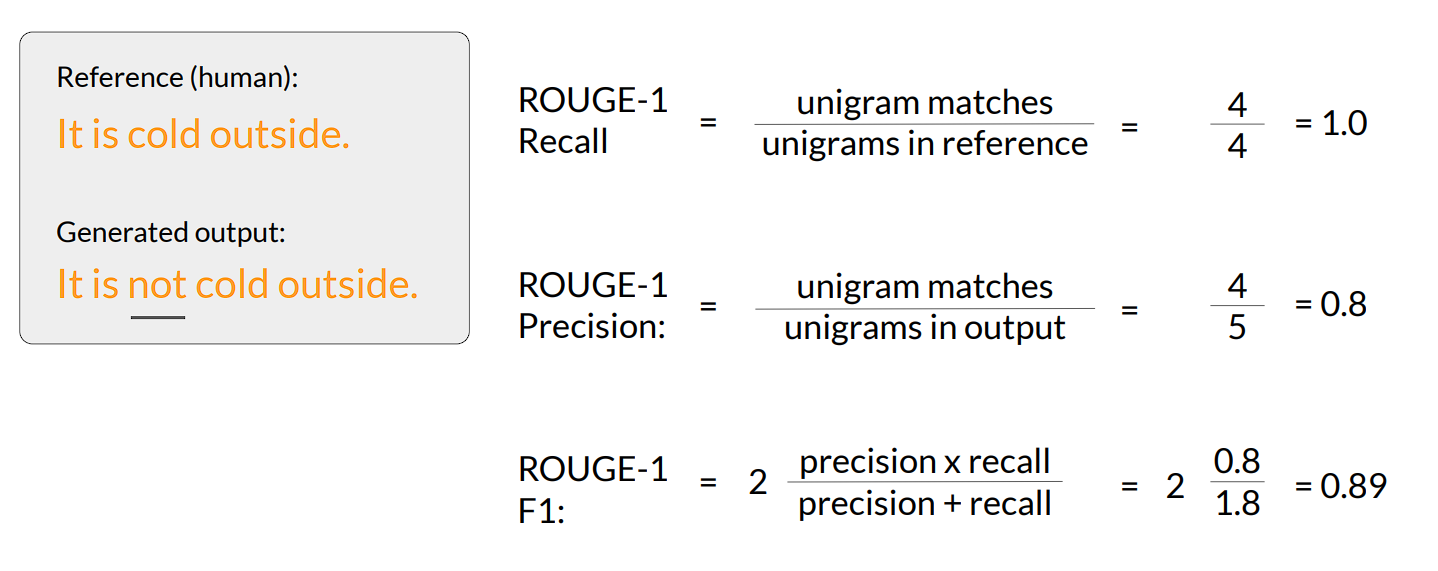 Reference (human):
It is cold outside.
Generated output:
It is not cold outside.
ROUGE-1
Recall
=
unigram matches
unigrams in reference
=
4
4
= 1.0
ROUGE-1
Precision:
=
unigram matches
unigrams in output
=
4
5
= 0.8
ROUGE-1
F1:
= 2
precision x recall
precision + recall
= 2
0.8
1.8
= 0.89